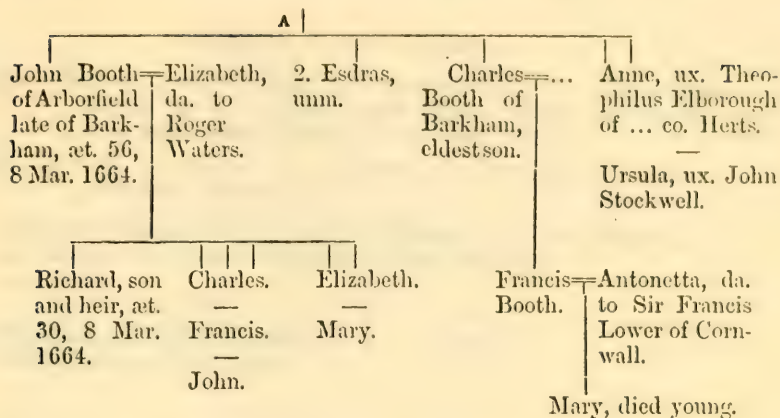 A
John Booth
of Arborfield
late of Bark-
ham, æt. 56,
8 Mar. 1664.
Elizabeth,
da. to
Roger
Waters.
2. Esdras,
unm.
Charles ...
Booth of
Barkham,
eldest son.
Anne, ux. Theo-
philus Elborough
of ... co. Herts.
—
Ursula, ux. John
Stockwell.
Richard, son
and heir, æt.
30, 8 Mar.
1664.
Charles.
—
Francis.
—
John.
Elizabeth.
—
Mary.
Francis
Booth.
Antonetta, da.
to Sir Francis
Lower of Corn-
wall.
Mary, died young.